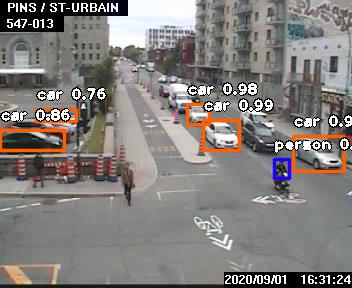 PINS / ST-URBAIN
547-013
car 0.76
car 0.98
car 0.99
car 0.86
car 0.9
person 0.
2020/09/01 16:31:24